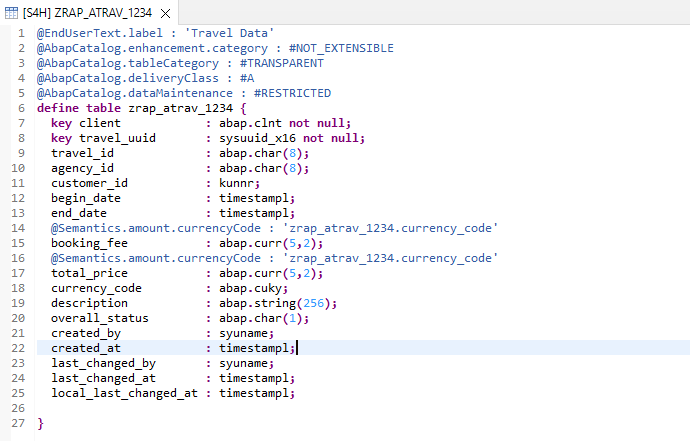 [S4H] ZRAP_ATRAV_1234
1 @EndUserText.label : 'Travel Data'
2 @AbapCatalog.enhancement.category : #NOT_EXTENSIBLE
3 @AbapCatalog.tableCategory : #TRANSPARENT
4 @AbapCatalog.deliveryClass : #A
5 @AbapCatalog.dataMaintenance : #RESTRICTED
6 define table zrap_atrav_1234 {
7 key client : abap.clnt not null;
8 key travel_uuid : sysuuid_x16 not null;
9 travel_id : abap.char(8);
10 agency_id : abap.char(8);
11 customer_id : kunnr;
12 begin_date : timestampl;
13 end_date : timestampl;
14 @Semantics.amount.currencyCode : 'zrap_atrav_1234.currency_code'
15 booking_fee : abap.curr(5,2);
16 @Semantics.amount.currencyCode : 'zrap_atrav_1234.currency_code'
17 total_price : abap.curr(5,2);
18 currency_code : abap.cuky;
19 description : abap.string(256);
20 overall_status : abap.char(1);
21 created_by : syuname;
22 created_at : timestampl;
23 last_changed_by : syuname;
24 last_changed_at : timestampl;
25 local_last_changed_at : timestampl;
26
27 }